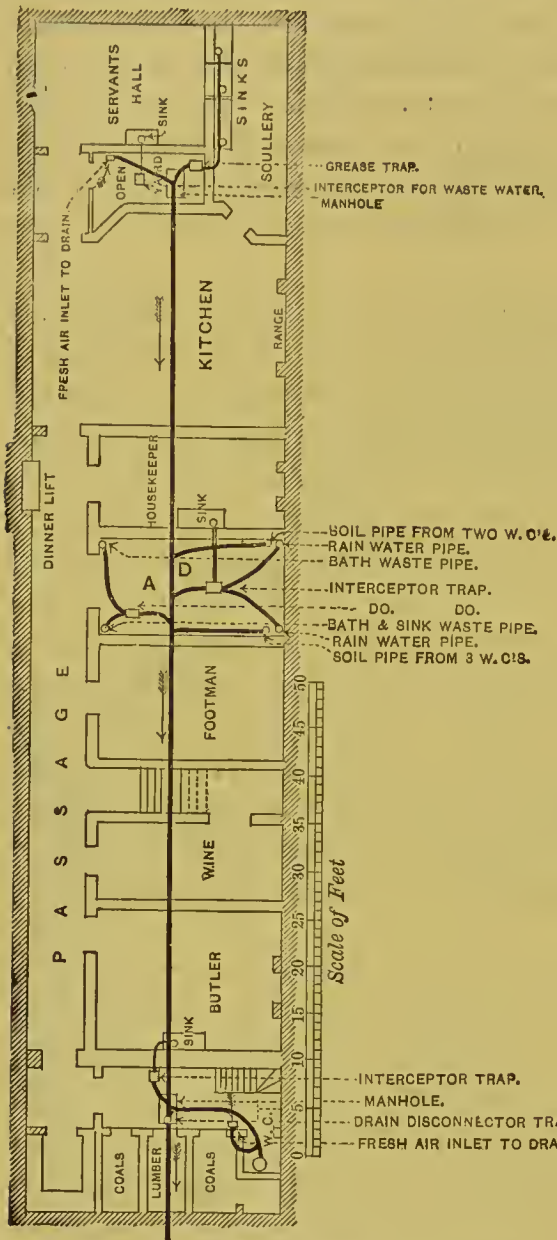 SERVANTS
HALL
SINK
SINKS
SCULLERY
OPEN
YARD
FRESH AIR INLET TO DRAIN.
GREASE TRAP.
INTERCEPTOR FOR WASTE WATER.
MANHOLE
KITCHEN
RANGE
DINNER LIFT
HOUSEKEEPER
SINK
A D
SOIL PIPE FROM TWO W.C'S.
RAIN WATER PIPE.
BATH WASTE PIPE.
INTERCEPTOR TRAP.
DO. DO.
BATH & SINK WASTE PIPE.
RAIN WATER PIPE.
SOIL PIPE FROM 3 W.C'S.
PASSAGE
FOOTMAN
WINE
BUTLER
SINK
50
45
40
35
30
25
20
15
10
5
0
Scale of Feet
INTERCEPTOR TRAP.
MANHOLE.
DRAIN DISCONNECTOR TRA
FRESH AIR INLET TO DRA
W.C
COALS
LUMBER
COALS